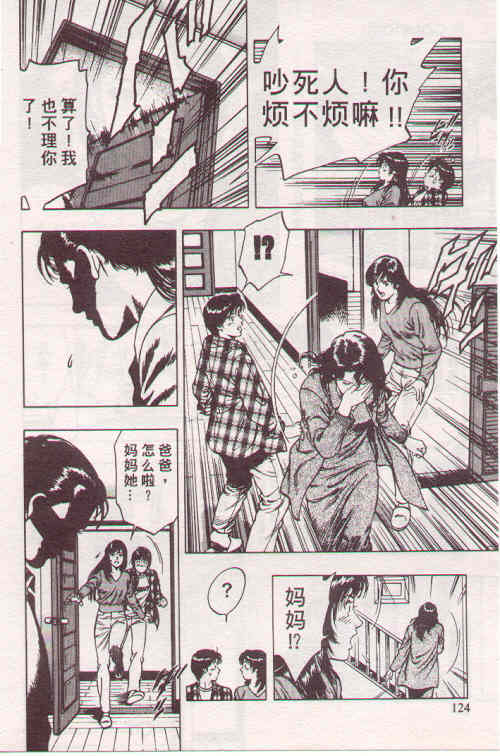 吵死人！你
烦不烦嘛!!
算了！我
也不理你
了！
!?
妈妈!?
？
爸爸，
怎么啦？
妈妈她…
124